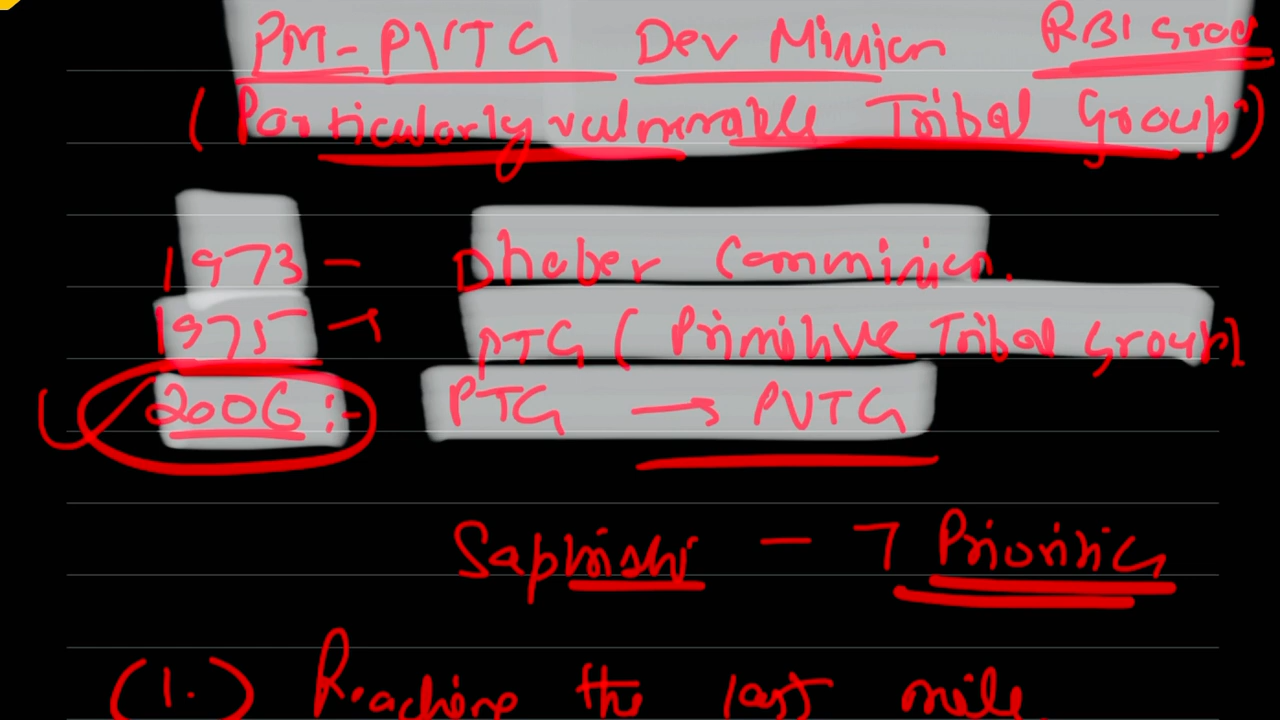 PM-PVTG Dev Mission RBI Grad
(Particularly vulnerable Tribal Group)
1973 - Dhebar Commission.
1975 → PTG (Primitive Tribal Group)
2006 :- PTG → PVTG
Saptrishi - 7 Priorities
(1.) Reaching the last mile